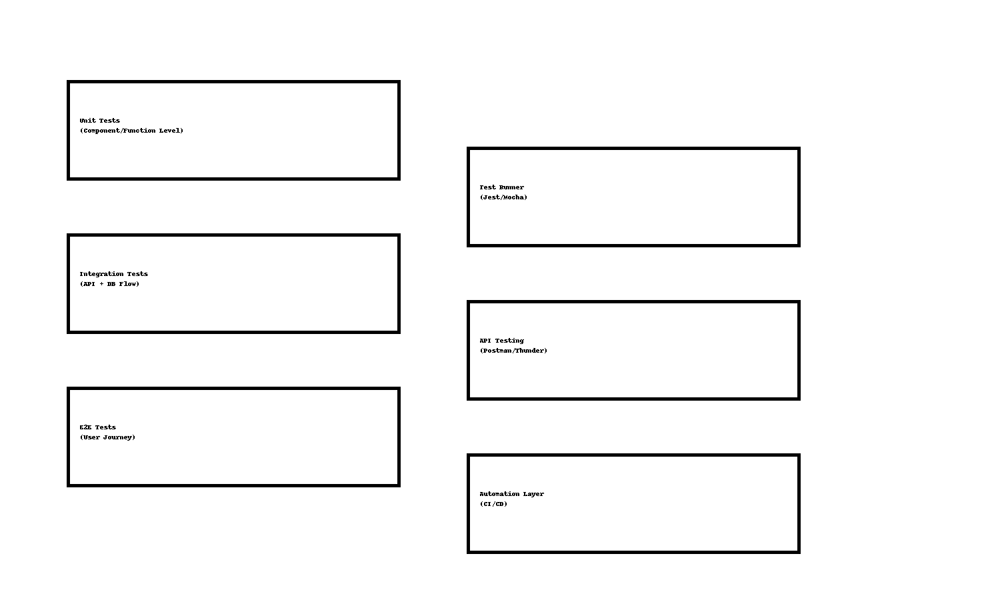 Unit Tests
(Component/Function Level)
Integration Tests
(API + DB Flow)
E2E Tests
(User Journey)
Test Runner
(Jest/Mocha)
API Testing
(Postman/Thunder)
Automation Layer
(CI/CD)